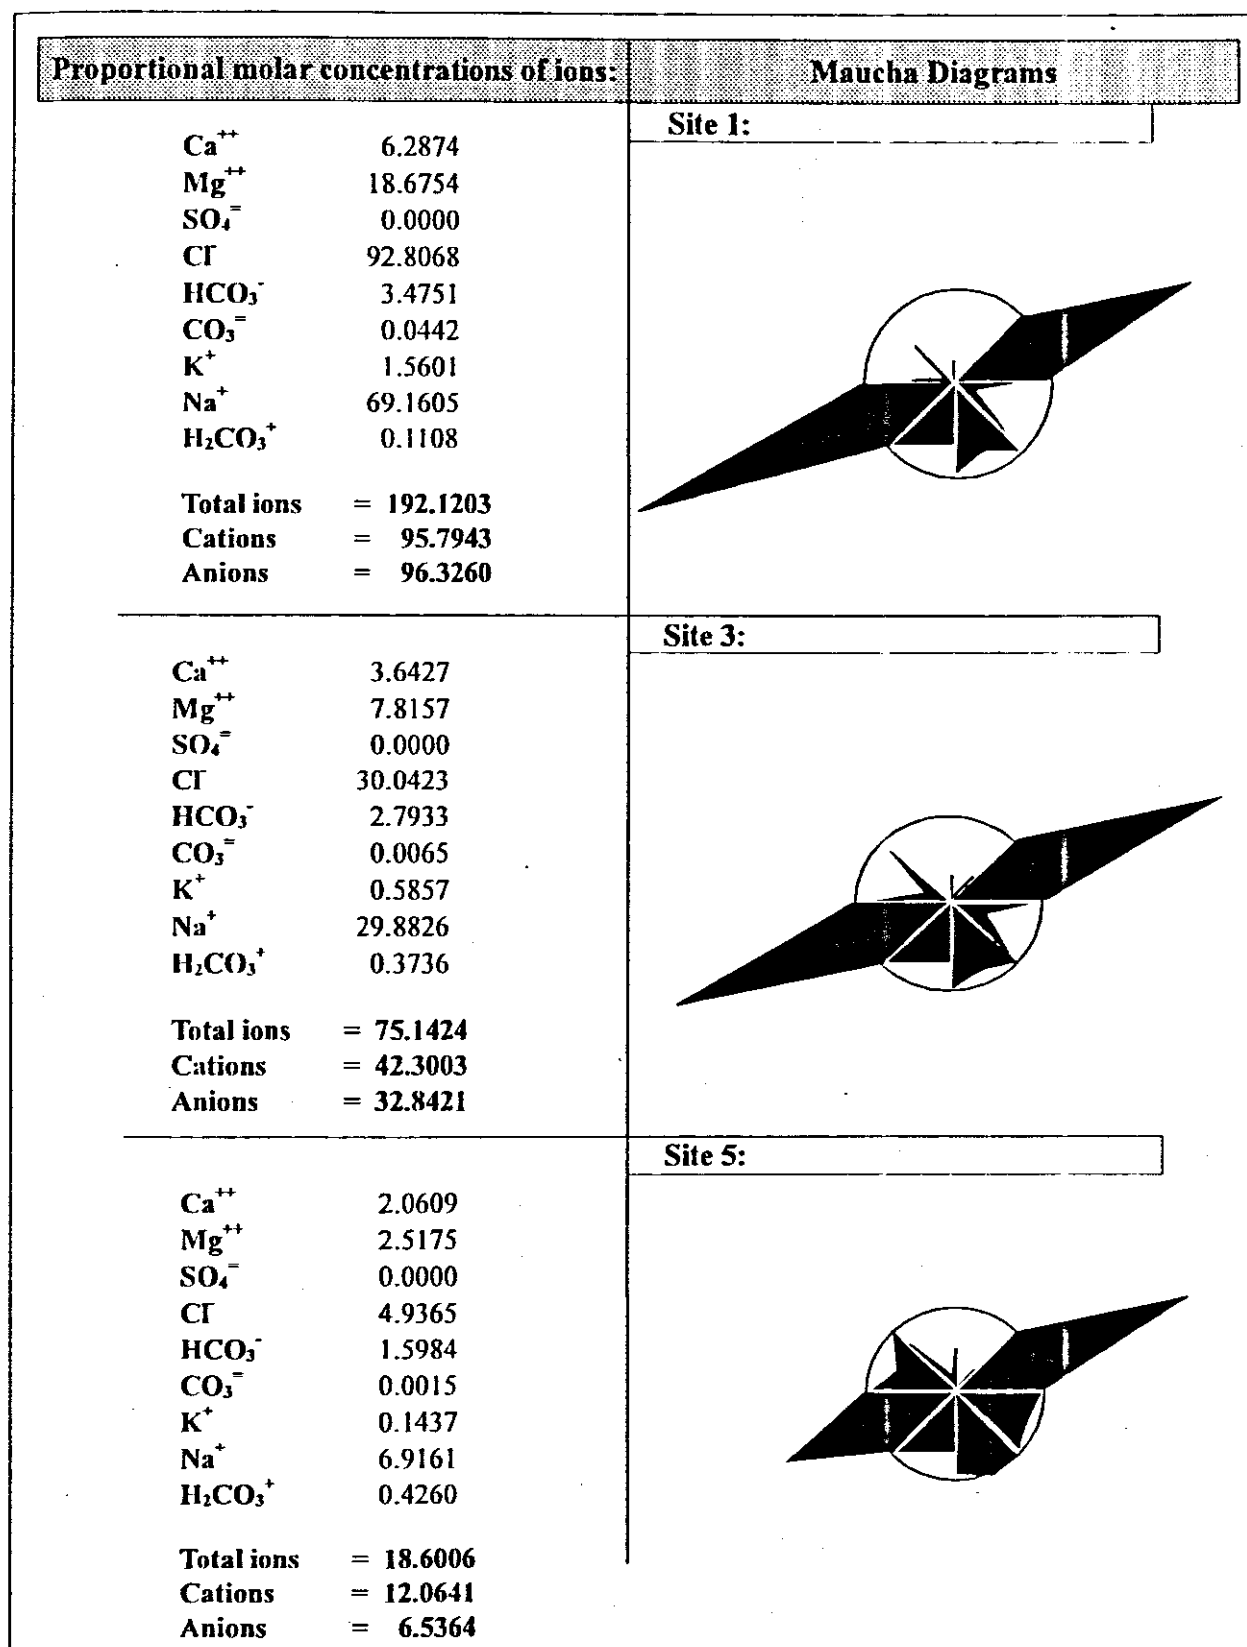 Proportional molar concentrations of ions:
Maucha Diagrams
Site 1:
Ca⁺⁺ 6.2874
Mg⁺⁺ 18.6754
SO₄⁼ 0.0000
Cl⁻ 92.8068
HCO₃⁻ 3.4751
CO₃⁼ 0.0442
K⁺ 1.5601
Na⁺ 69.1605
H₂CO₃⁺ 0.1108
Total ions = 192.1203
Cations = 95.7943
Anions = 96.3260
Site 3:
Ca⁺⁺ 3.6427
Mg⁺⁺ 7.8157
SO₄⁼ 0.0000
Cl⁻ 30.0423
HCO₃⁻ 2.7933
CO₃⁼ 0.0065
K⁺ 0.5857
Na⁺ 29.8826
H₂CO₃⁺ 0.3736
Total ions = 75.1424
Cations = 42.3003
Anions = 32.8421
Site 5:
Ca⁺⁺ 2.0609
Mg⁺⁺ 2.5175
SO₄⁼ 0.0000
Cl⁻ 4.9365
HCO₃⁻ 1.5984
CO₃⁼ 0.0015
K⁺ 0.1437
Na⁺ 6.9161
H₂CO₃⁺ 0.4260
Total ions = 18.6006
Cations = 12.0641
Anions = 6.5364